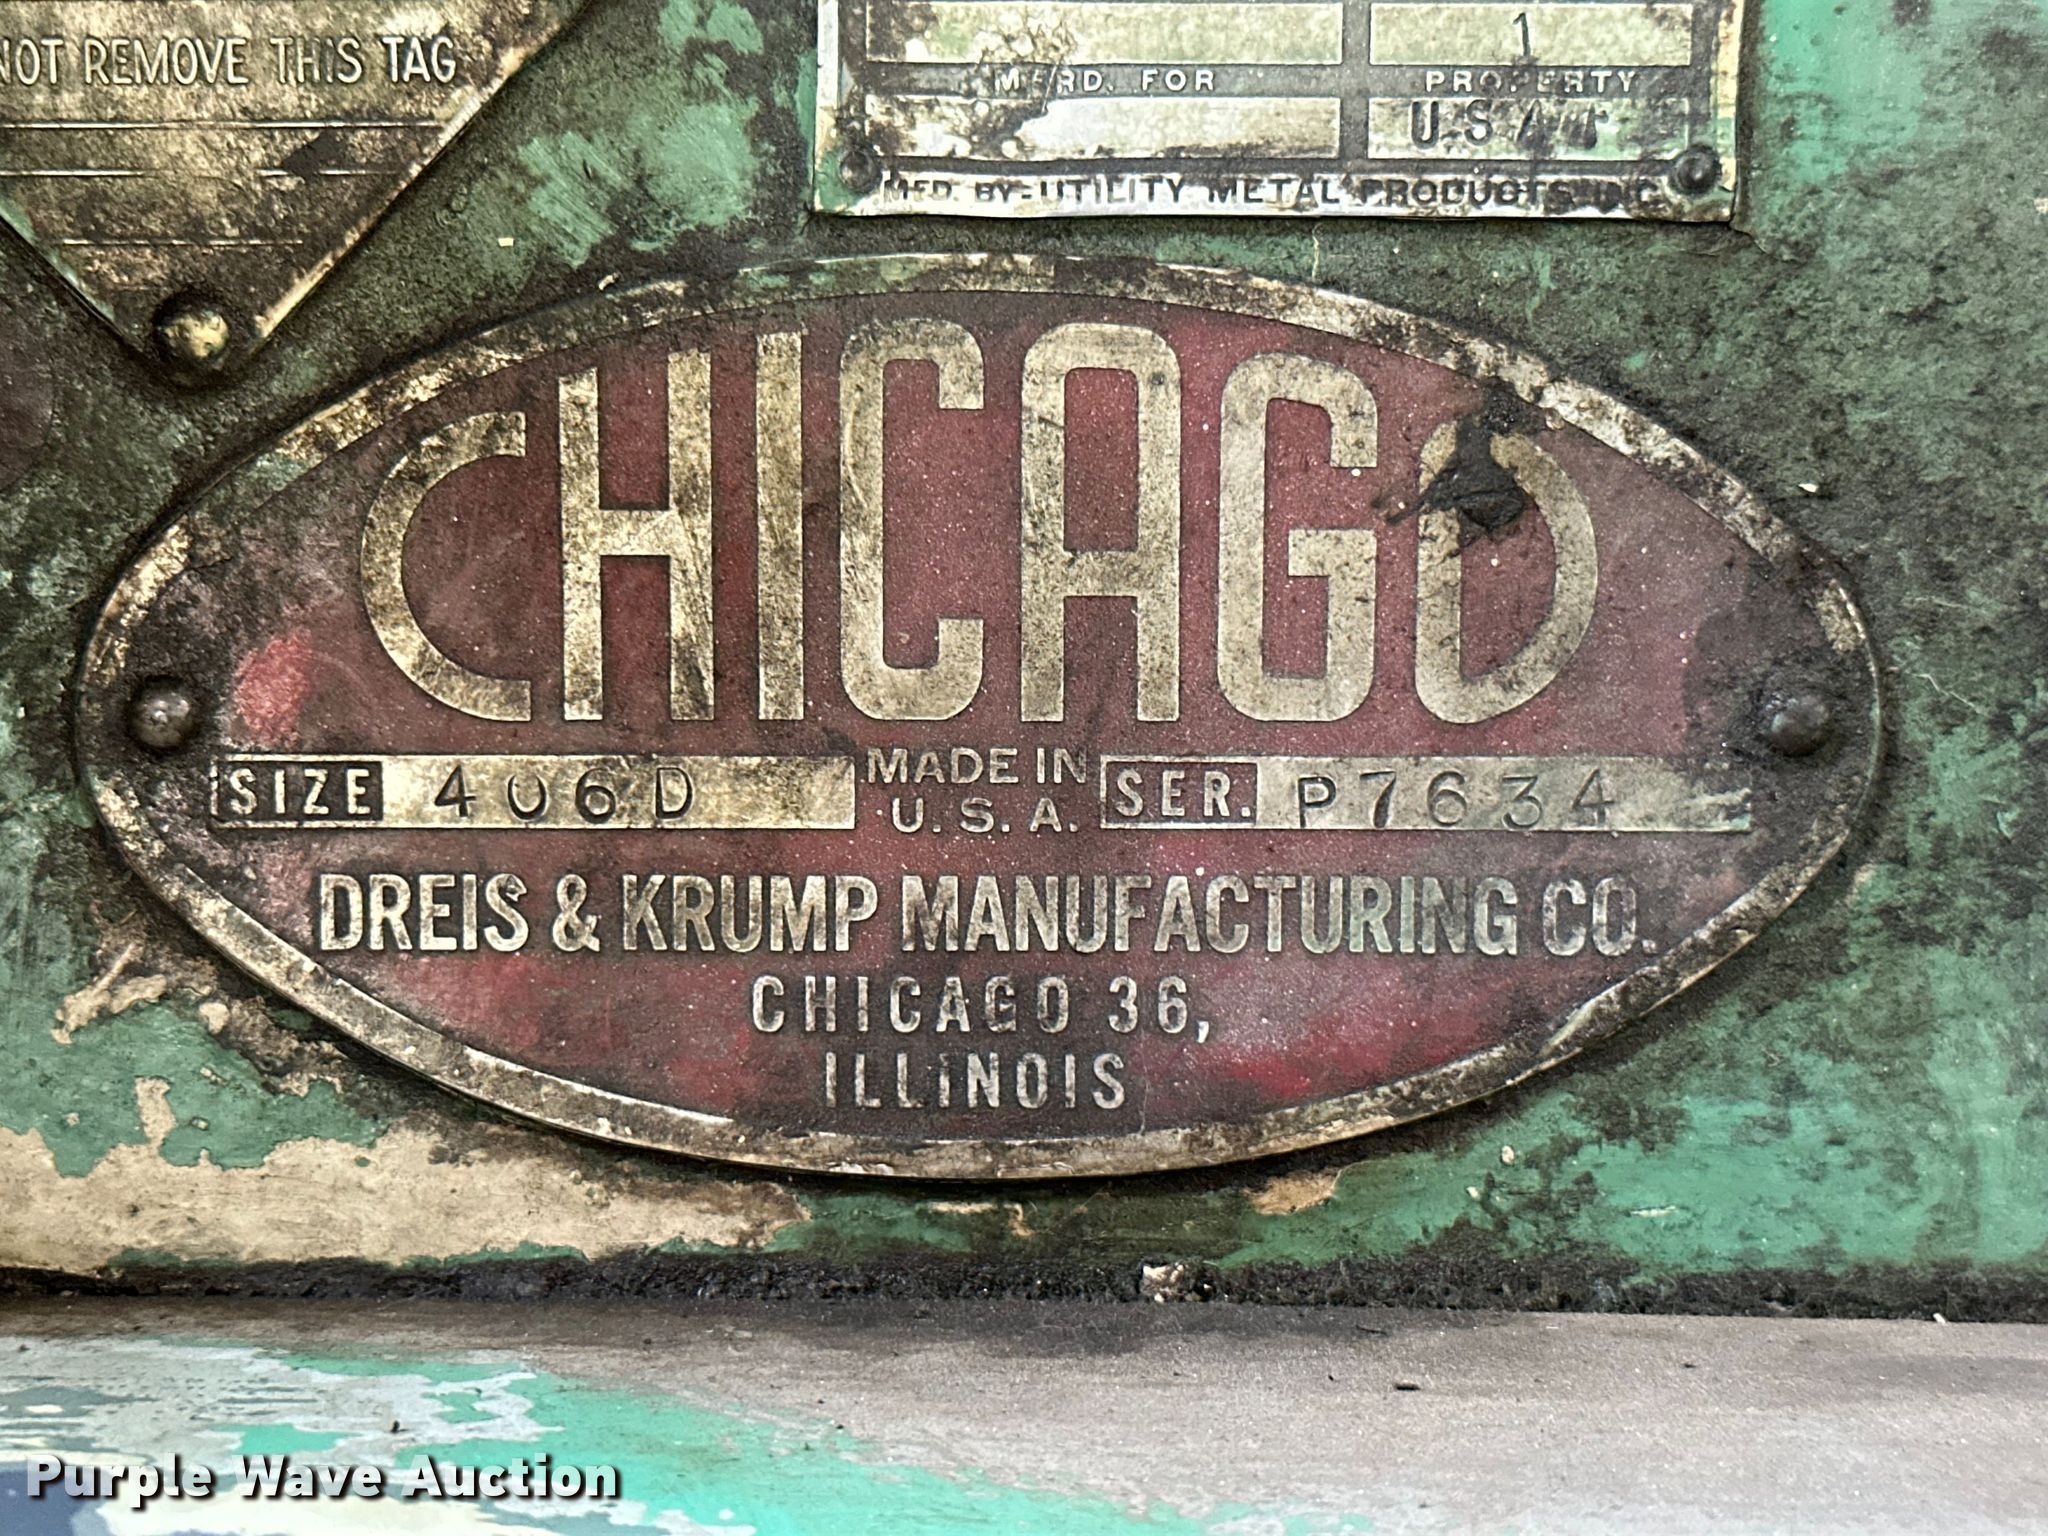 NOT REMOVE THIS TAG
1
MFRD. FOR PROPERTY
MFD. BY-UTILITY METAL PRODUCTS INC
CHICAGO
SIZE 406D MADE IN U.S.A. SER. P7634
DREIS & KRUMP MANUFACTURING CO.
CHICAGO 36,
ILLINOIS
Purple Wave Auction